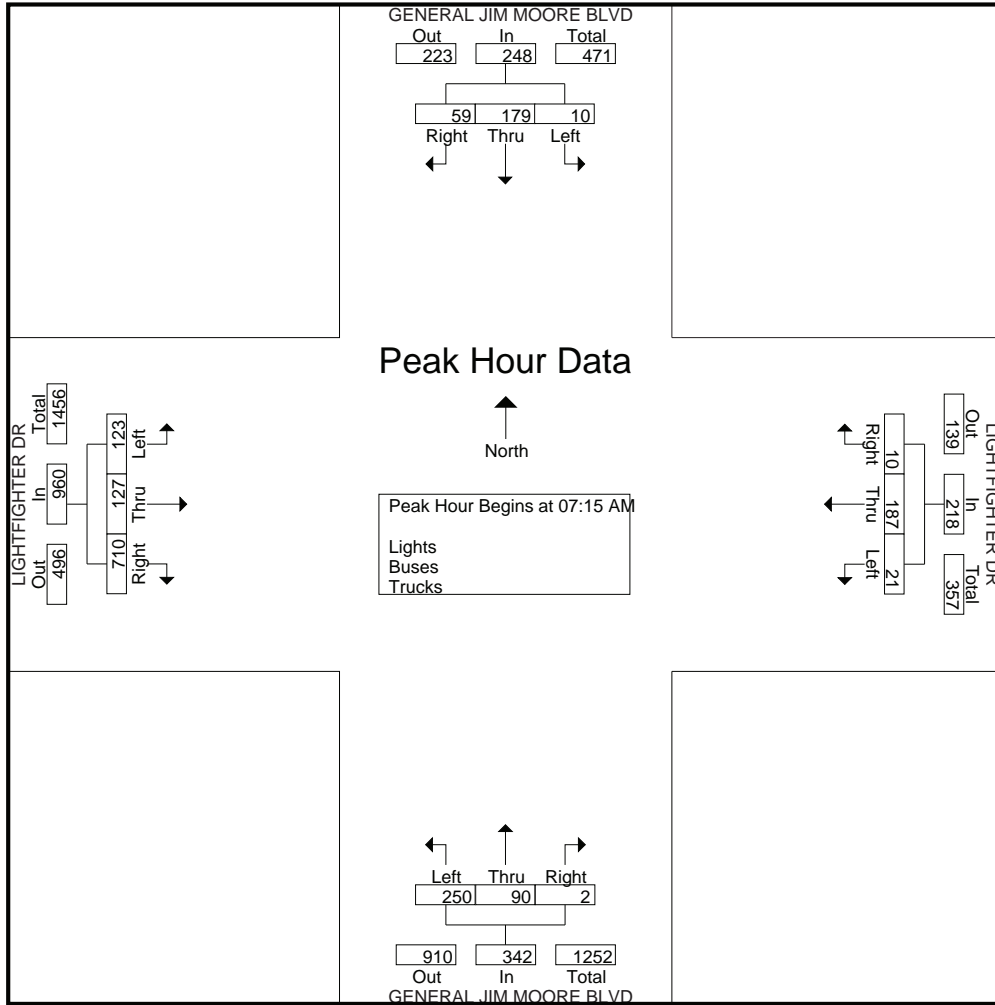 GENERAL JIM MOORE BLVD
Out In Total
223 248 471
59 179 10
Right Thru Left
Peak Hour Data
North
Peak Hour Begins at 07:15 AM
Lights
Buses
Trucks
LIGHTFIGHTER DR
Out In Total
496 960 1456
Right Thru Left
710 127 123
LIGHTFIGHTER DR
Out In Total
139 218 357
Right Thru Left
10 187 21
Left Thru Right
250 90 2
910 342 1252
Out In Total
GENERAL JIM MOORE BLVD